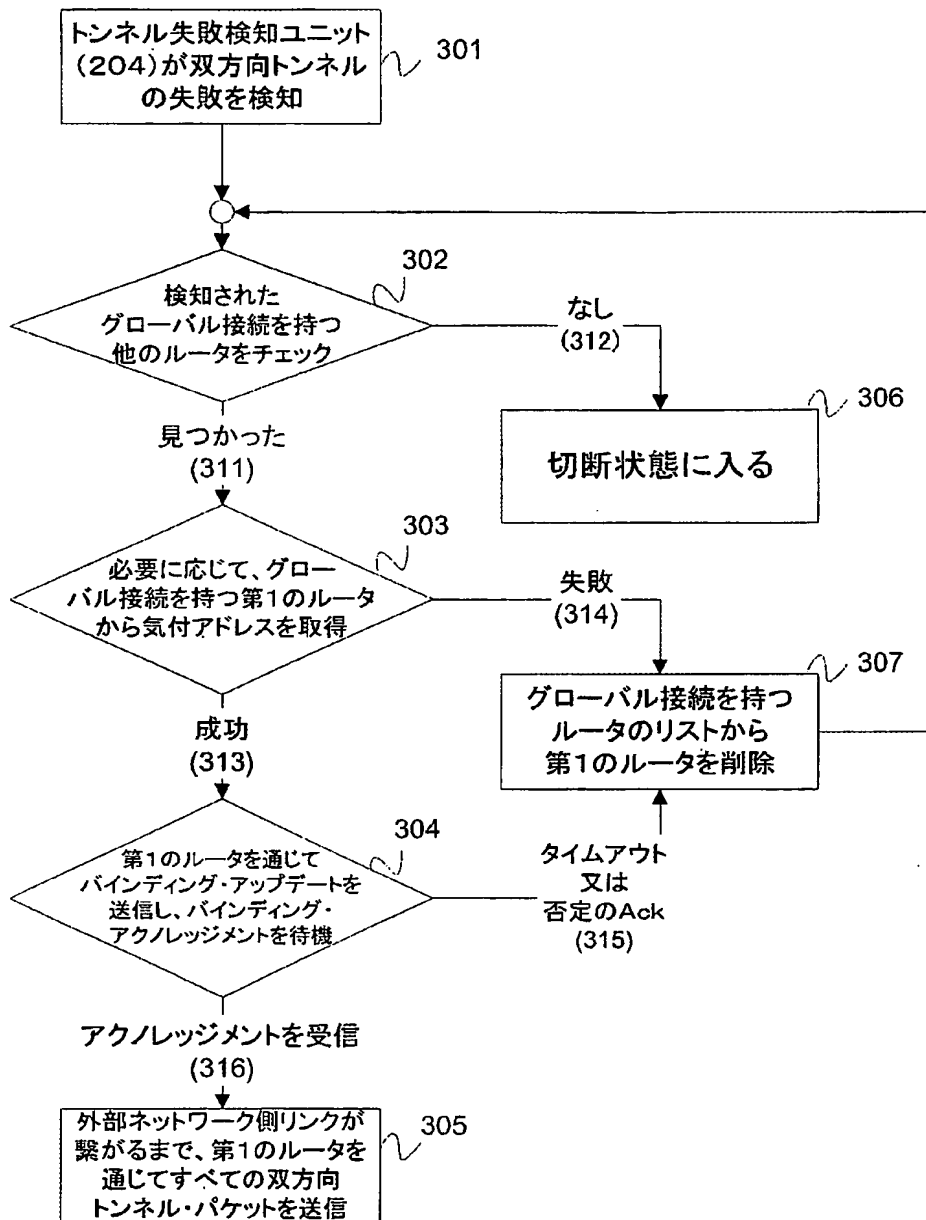 トンネル失敗検知ユニット
(204)が双方向トンネル
の失敗を検知
301
302
検知された
グローバル接続を持つ
他のルータをチェック
なし
(312)
306
切断状態に入る
見つかった
(311)
303
必要に応じて、グロー
バル接続を持つ第1のルータ
から気付アドレスを取得
失敗
(314)
307
グローバル接続を持つ
ルータのリストから
第1のルータを削除
成功
(313)
304
第1のルータを通じて
バインディング・アップデートを
送信し、バインディング・
アクノレッジメントを待機
タイムアウト
又は
否定のAck
(315)
アクノレッジメントを受信
(316)
外部ネットワーク側リンクが
繋がるまで、第1のルータを
通じてすべての双方向
トンネル・パケットを送信
305